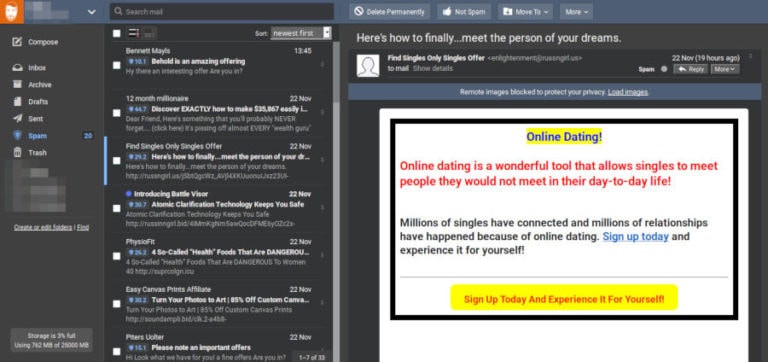 Search mail
Delete Permanently
Not Spam
Move To
More
Compose
Inbox
Archive
Drafts
Sent
Spam 20
Trash
Create or edit folders | Find
Storage is 3% full
Using 762 MB of 25000 MB
Sort: newest first
Bennett Mayls 13:45
10.1 Behold is an amazing offering
Hy there an interesting offer Are you in?
12 month millionaire 22 Nov
44.7 Discover EXACTLY how to make $35,867 easily i...
Dear Friend, Here's something that you'll probably NEVER
forget.... (click here) It's pissing off almost EVERY "wealth guru"
Find Singles Only Singles Offer 22 Nov
29.2 Here's how to finally...meet the person of your dr...
Here's how to finally...meet the person of your dreams.
Introducing Battle Visor 22 Nov
30.7 Atomic Clarification Technology Keeps You Safe
Atomic Clarification Technology Keeps You Safe
PhysioFit 22 Nov
26.2 4 So-Called "Health" Foods That Are DANGEROUS...
4 So-Called "Health" Foods That Are DANGEROUS To Women
40 http://suprcolgn.icu
Easy Canvas Prints Affiliate 22 Nov
30.2 Turn Your Photos to Art | 85% Off Custom Canva...
Turn Your Photos to Art | 85% Off Custom Canvas Prints
http://soundampli.bid/clk.2-a4b8-
Piters Uolter 22 Nov
15.1 Please note an important offers
Hi Look what we have for you! a fine offers Are you in?
1–7 of 33
Here's how to finally...meet the person of your dreams.
Find Singles Only Singles Offer <enlightenment@russngirl.us> 22 Nov (19 hours ago)
to mail Show details
Spam Reply More
Remote images blocked to protect your privacy. Load images.
Online Dating!
Online dating is a wonderful tool that allows singles to meet
people they would not meet in their day-to-day life!
Millions of singles have connected and millions of relationships
have happened because of online dating. Sign up today and
experience it for yourself!
Sign Up Today And Experience It For Yourself!